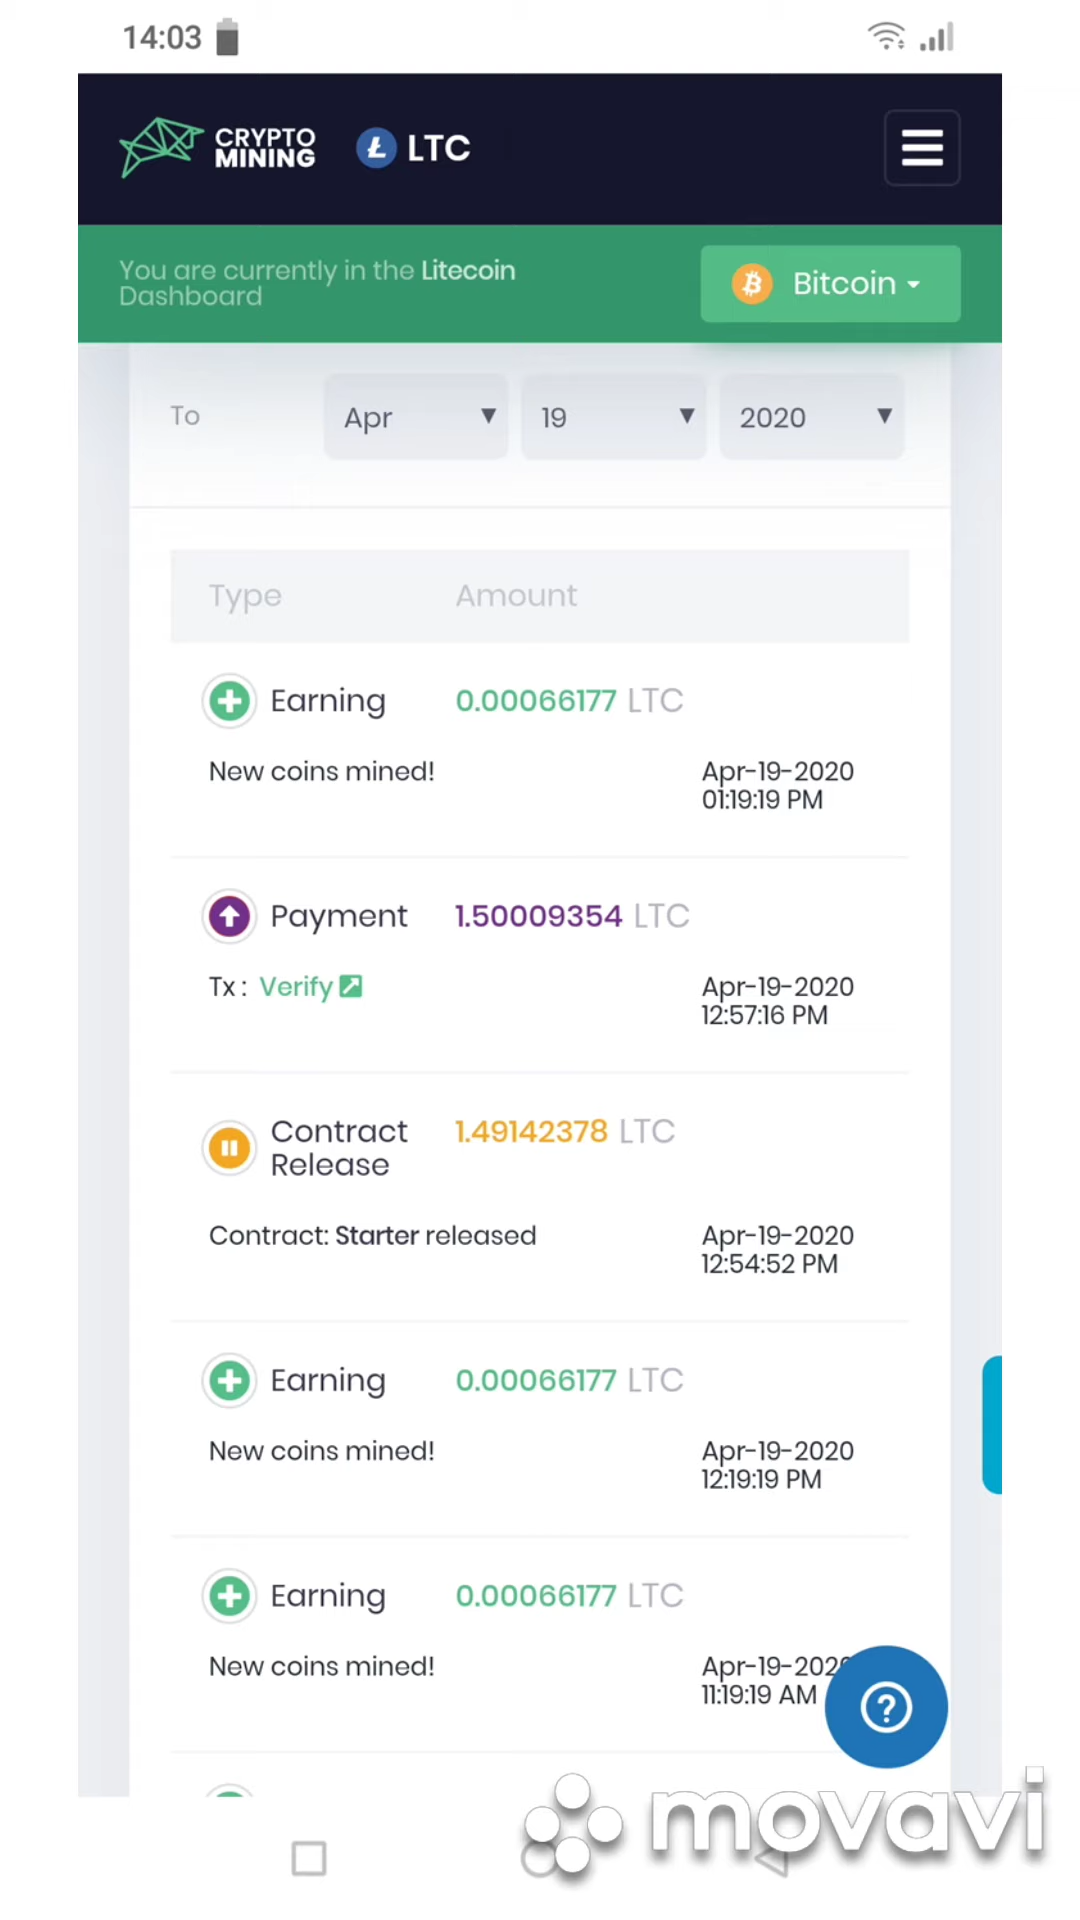 14:03
CRYPTO
MINING
LTC
You are currently in the Litecoin
Dashboard
Bitcoin
To
Apr
19
2020
Type
Amount
Earning
0.00066177 LTC
New coins mined!
Apr-19-2020
01:19:19 PM
Payment
1.50009354 LTC
Tx : Verify
Apr-19-2020
12:57:16 PM
Contract
Release
1.49142378 LTC
Contract: Starter released
Apr-19-2020
12:54:52 PM
Earning
0.00066177 LTC
New coins mined!
Apr-19-2020
12:19:19 PM
Earning
0.00066177 LTC
New coins mined!
Apr-19-2020
11:19:19 AM
movavi